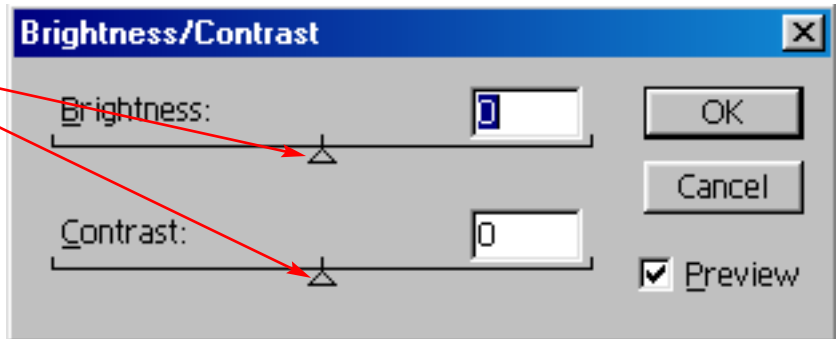 Brightness/Contrast
Brightness: 0
OK
Cancel
Contrast: 0
Preview